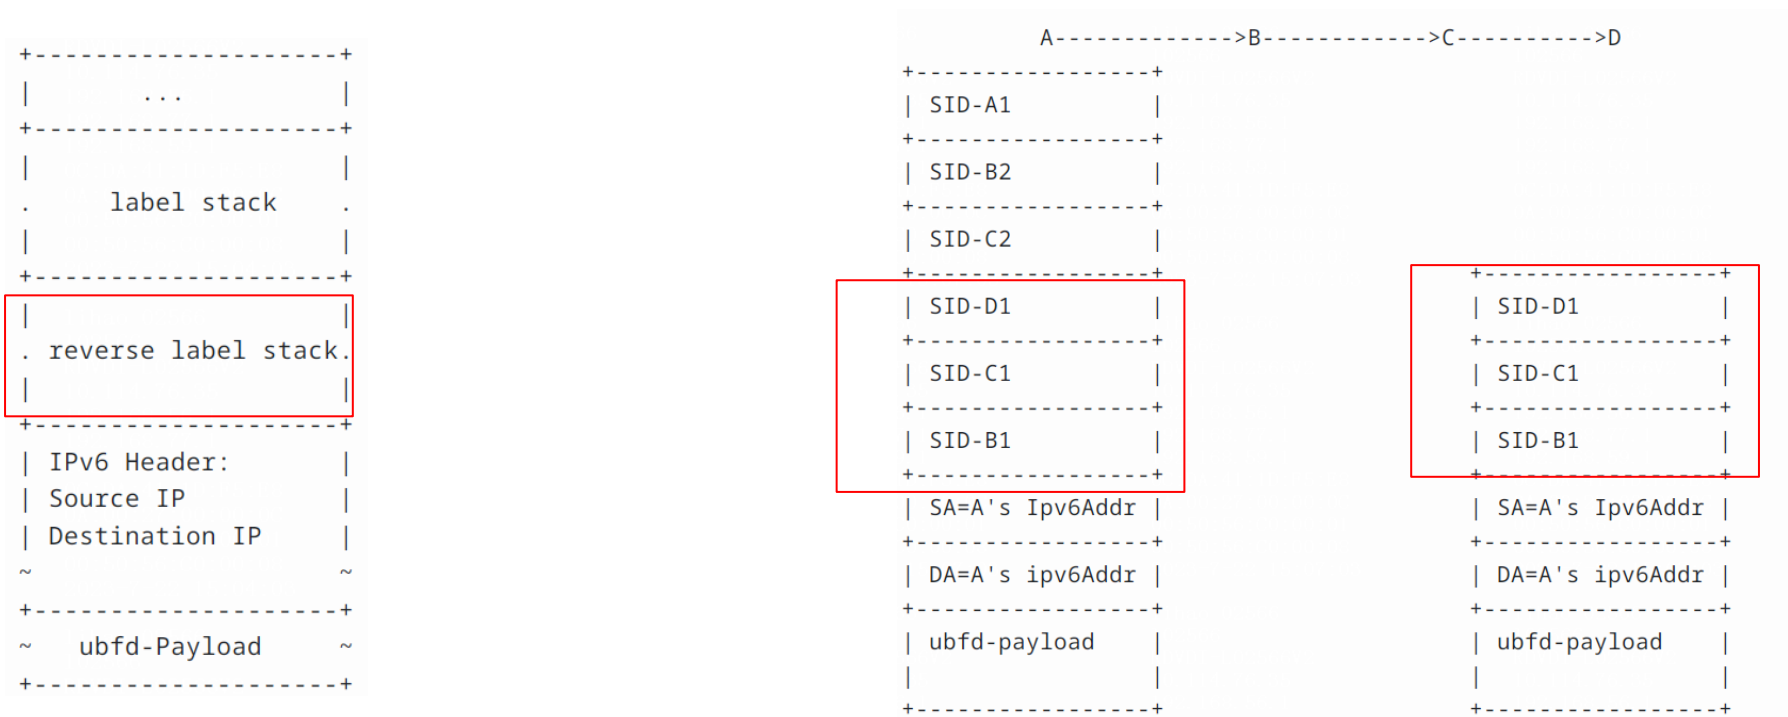 +--------------------+
|       ...          |
+--------------------+
|                    |
.     label stack    .
|                    |
+--------------------+
|                    |
. reverse label stack.
|                    |
+--------------------+
| IPv6 Header:       |
| Source IP          |
| Destination IP     |
~                    ~
+--------------------+
~   ubfd-Payload     ~
+--------------------+
A------------->B------------>C---------->D
+-----------------+
| SID-A1          |
+-----------------+
| SID-B2          |
+-----------------+
| SID-C2          |
+-----------------+
| SID-D1          |
+-----------------+
| SID-C1          |
+-----------------+
| SID-B1          |
+-----------------+
| SA=A's Ipv6Addr |
+-----------------+
| DA=A's ipv6Addr |
+-----------------+
| ubfd-payload    |
|                 |
+-----------------+
+-----------------+
| SID-D1          |
+-----------------+
| SID-C1          |
+-----------------+
| SID-B1          |
+-----------------+
| SA=A's Ipv6Addr |
+-----------------+
| DA=A's ipv6Addr |
+-----------------+
| ubfd-payload    |
|                 |
+-----------------+